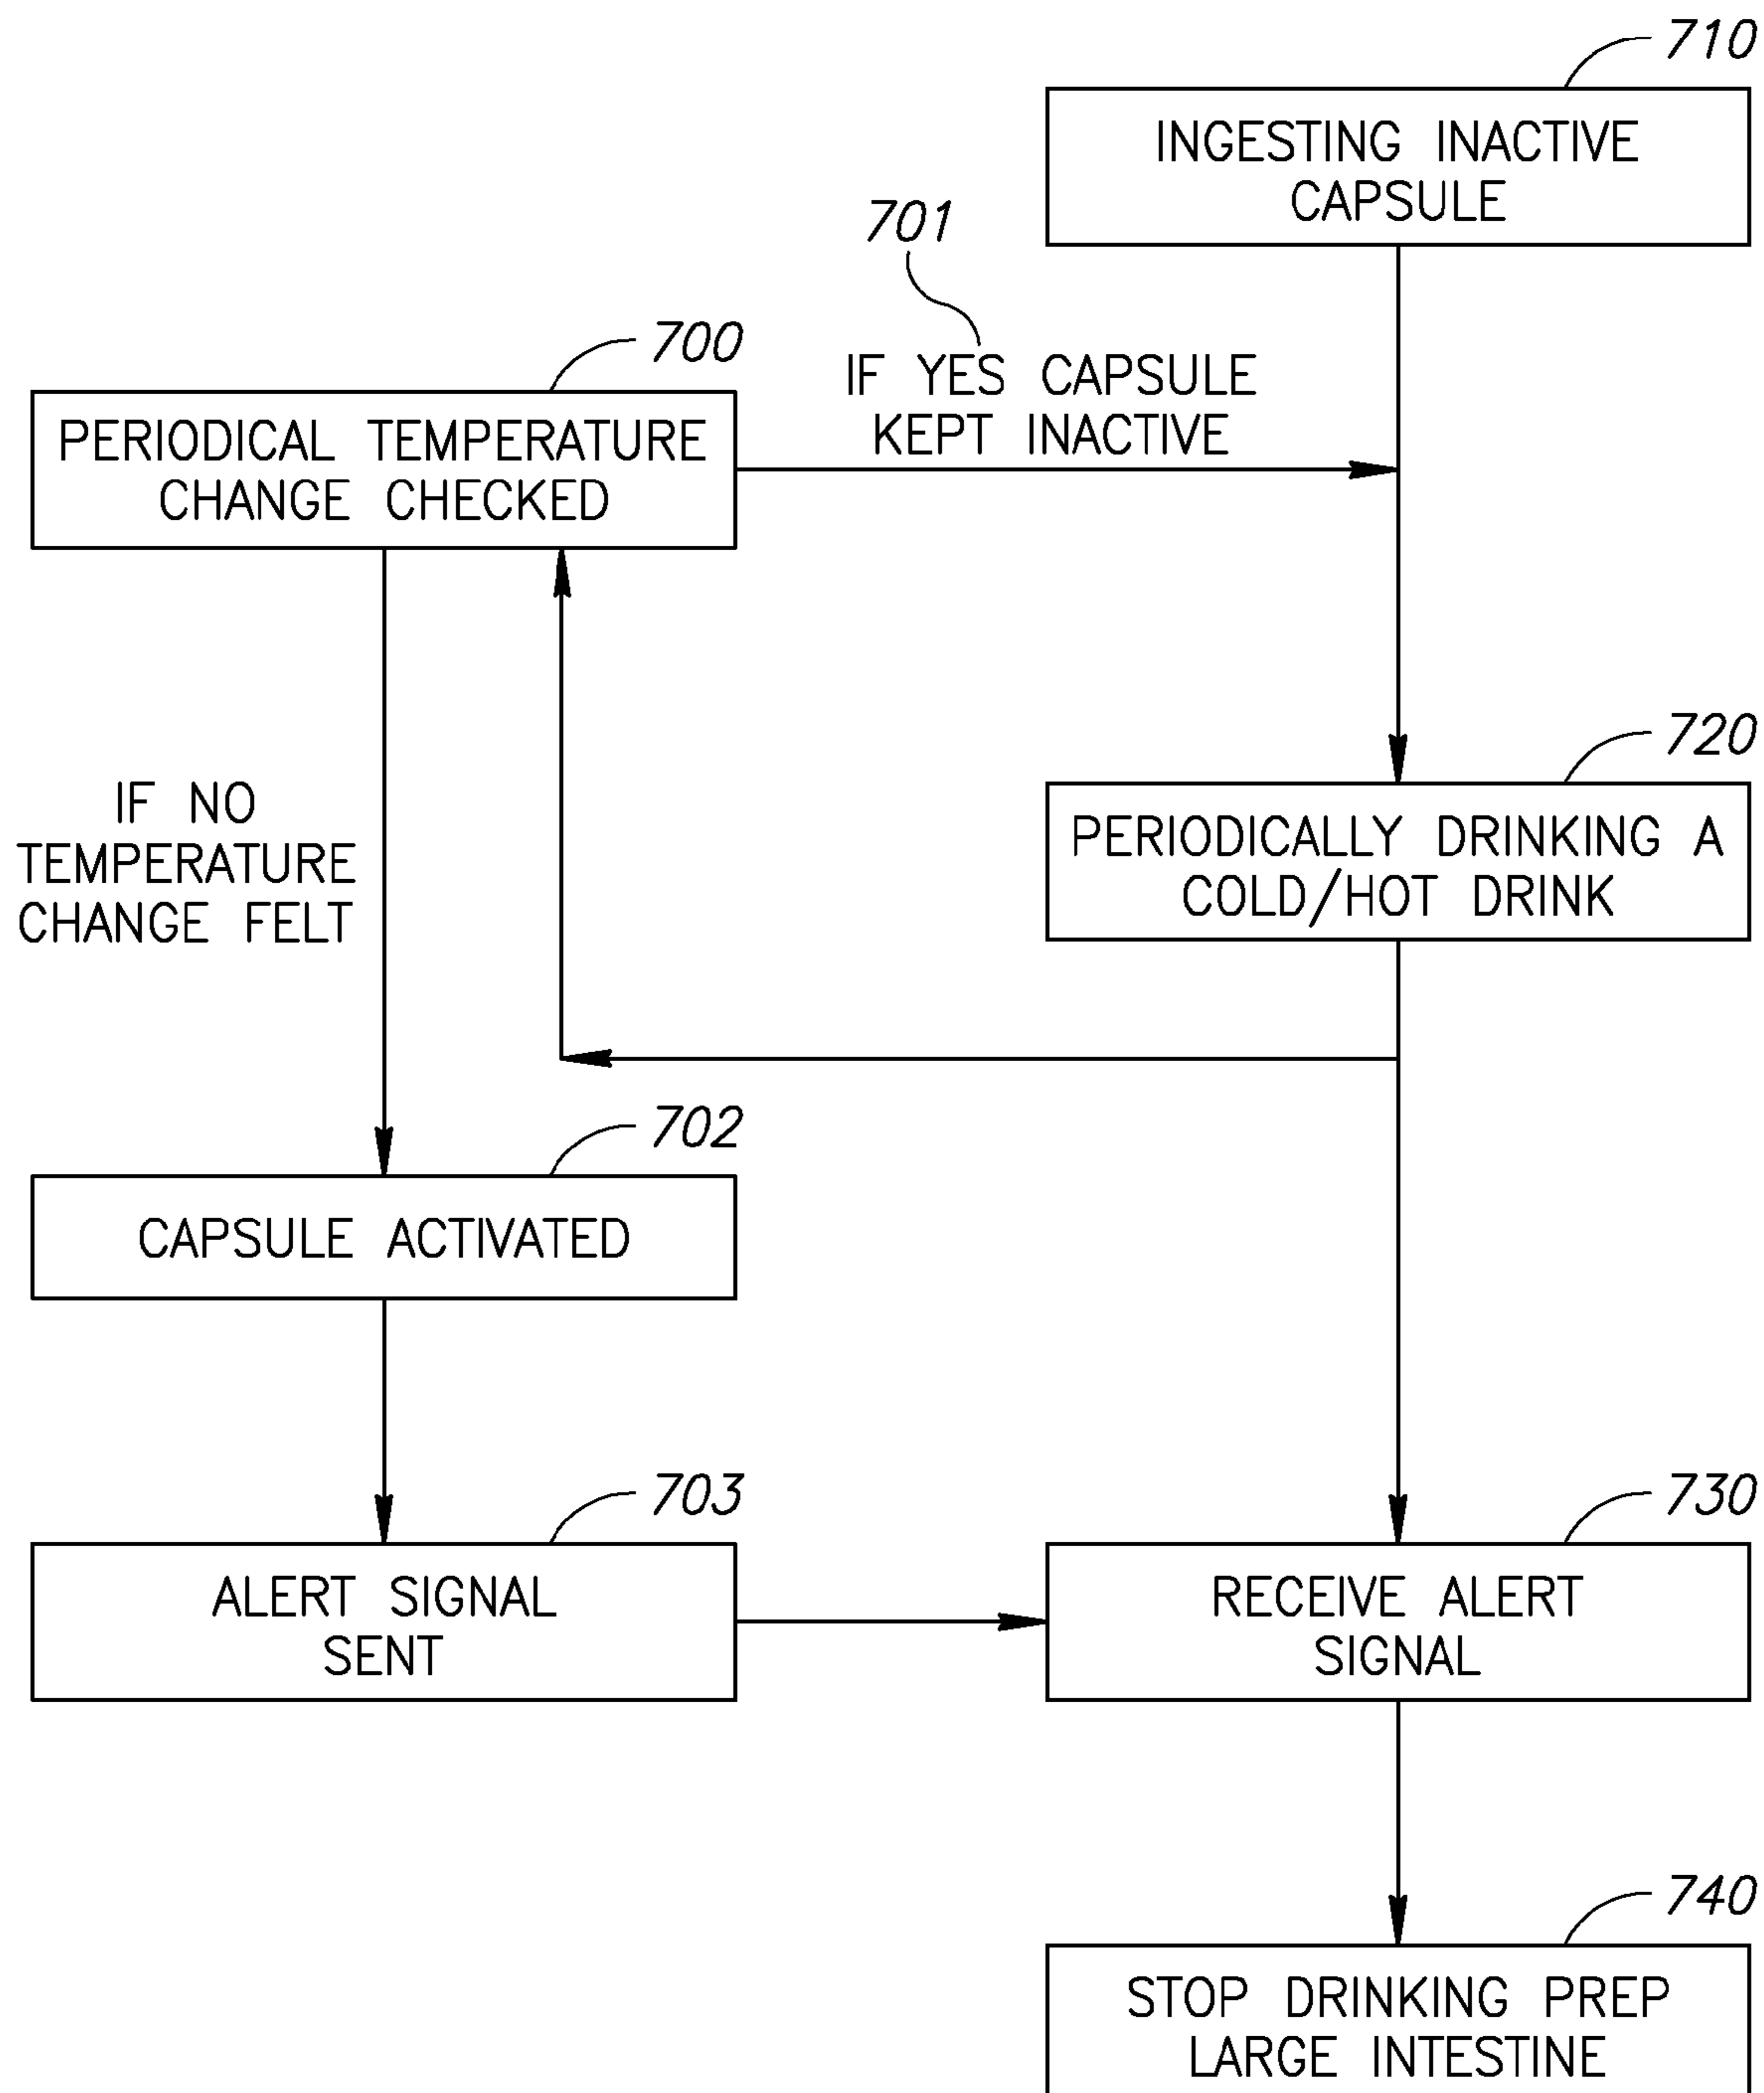 710
INGESTING INACTIVE
CAPSULE
701
700
IF YES CAPSULE
KEPT INACTIVE
PERIODICAL TEMPERATURE
CHANGE CHECKED
720
IF NO
TEMPERATURE
CHANGE FELT
PERIODICALLY DRINKING A
COLD/HOT DRINK
702
CAPSULE ACTIVATED
703
730
ALERT SIGNAL
SENT
RECEIVE ALERT
SIGNAL
740
STOP DRINKING PREP
LARGE INTESTINE